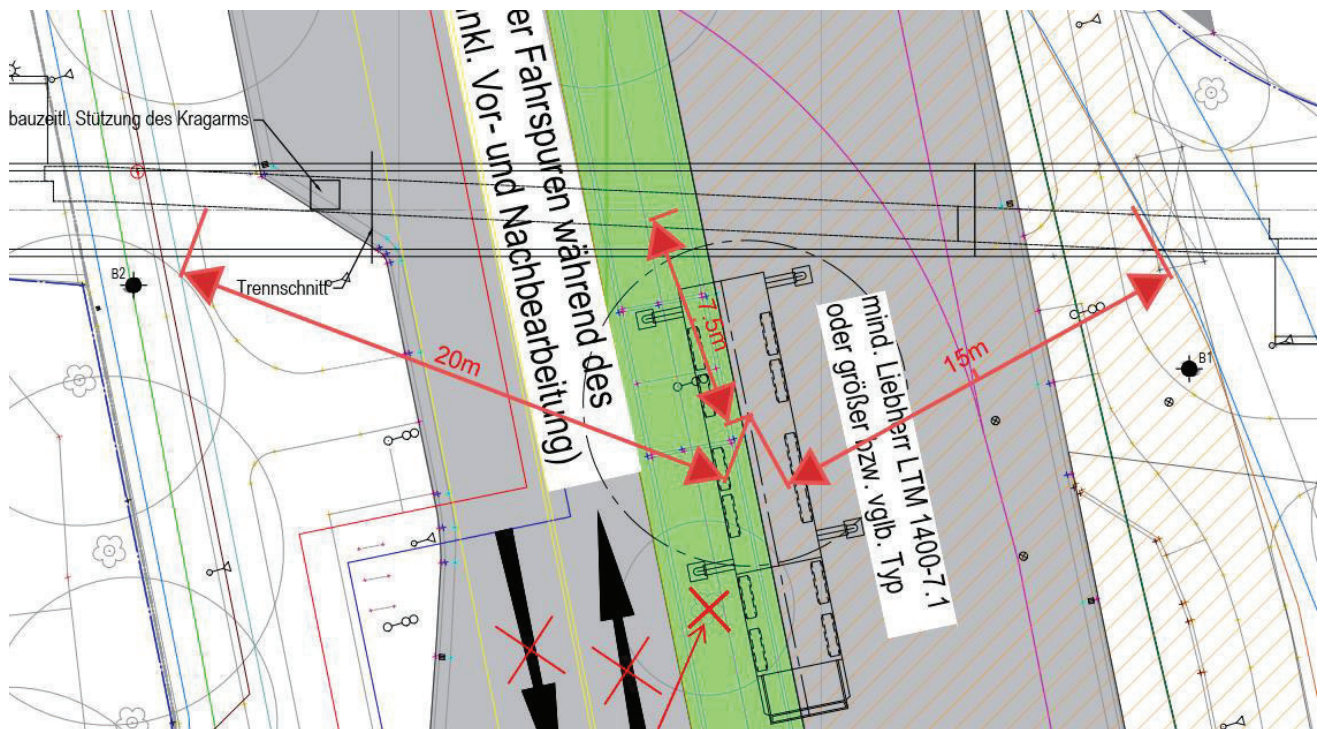 er Fahrspuren während des
nkl. Vor- und Nachbearbeitung)
bauzeitl. Stützung des Kragarms
B2
Trennschnitt
20m
7.5m
15m
mind. Liebherr LTM 1400-7.1
oder größer bzw. vglb. Typ
B1